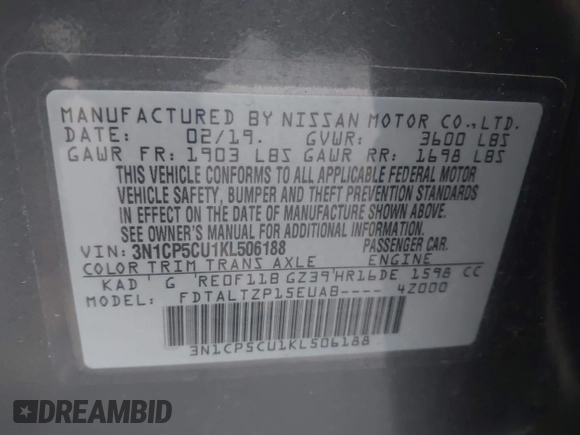 MANUFACTURED BY NISSAN MOTOR CO.,LTD.
DATE: 02/19. GVWR: 3600 LBS
GAWR FR: 1903 LBS GAWR RR: 1698 LBS
THIS VEHICLE CONFORMS TO ALL APPLICABLE FEDERAL MOTOR
VEHICLE SAFETY, BUMPER AND THEFT PREVENTION STANDARDS
IN EFFECT ON THE DATE OF MANUFACTURE SHOWN ABOVE.
SEE OWNER'S MANUAL.
VIN: 3N1CP5CU1KL506188 PASSENGER CAR
COLOR TRIM TRANS AXLE ENGINE
KAD G RE0F11B GZ39 HR16DE 1598 CC
MODEL: FDTALTZP15EUAB---- 42000
3N1CP5CU1KL506188
DREAMBID